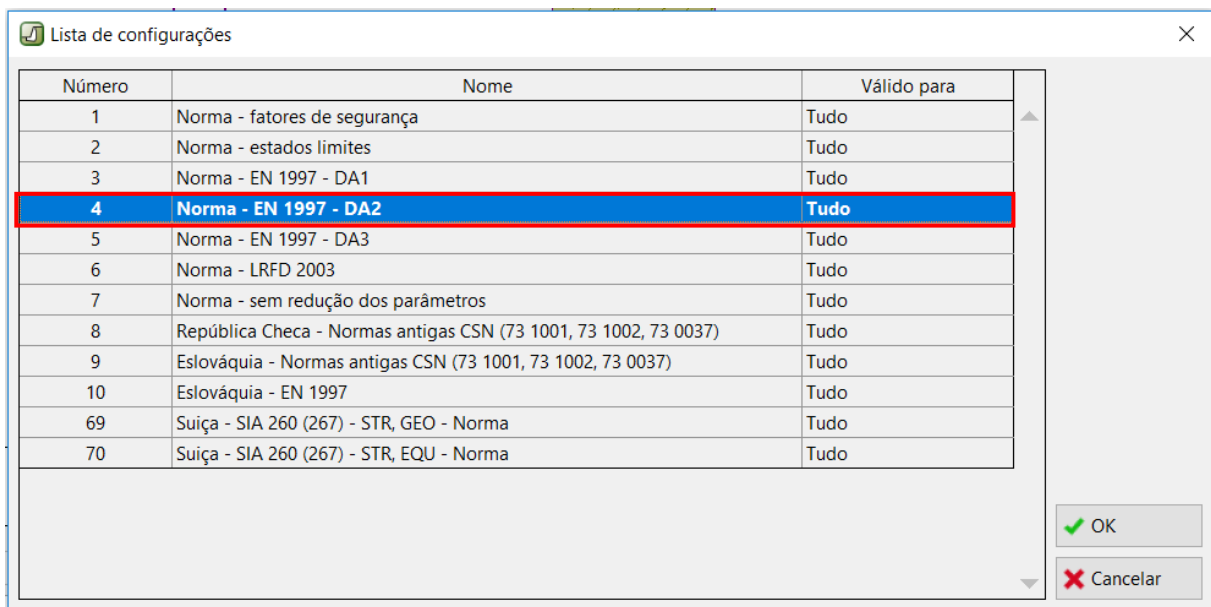 Lista de configurações
Número Nome Válido para
1 Norma - fatores de segurança Tudo
2 Norma - estados limites Tudo
3 Norma - EN 1997 - DA1 Tudo
4 Norma - EN 1997 - DA2 Tudo
5 Norma - EN 1997 - DA3 Tudo
6 Norma - LRFD 2003 Tudo
7 Norma - sem redução dos parâmetros Tudo
8 República Checa - Normas antigas CSN (73 1001, 73 1002, 73 0037) Tudo
9 Eslováquia - Normas antigas CSN (73 1001, 73 1002, 73 0037) Tudo
10 Eslováquia - EN 1997 Tudo
69 Suiça - SIA 260 (267) - STR, GEO - Norma Tudo
70 Suiça - SIA 260 (267) - STR, EQU - Norma Tudo
OK
Cancelar